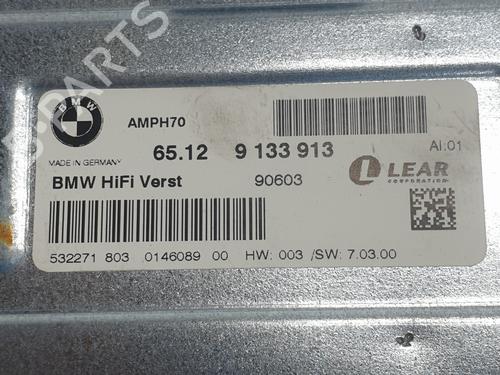 BMW
AMPH70
65.12 9 133 913
AI:01
MADE IN GERMANY
BMW HiFi Verst 90603
LEAR
CORPORATION
532271 803 0146089 00 HW: 003 /SW: 7.03.00
B-PARTS